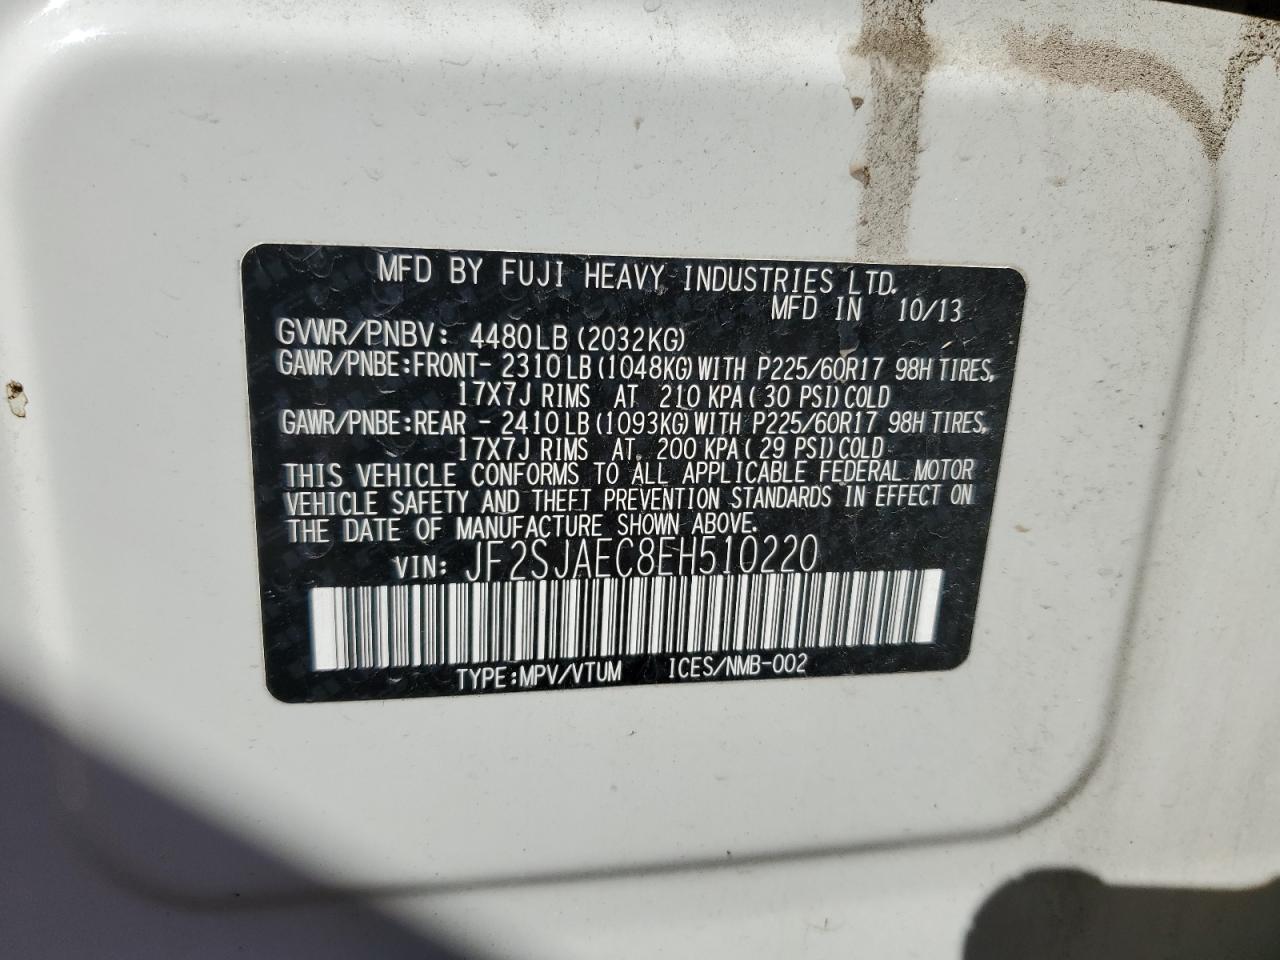 MFD BY FUJI HEAVY INDUSTRIES LTD.
MFD IN 10/13
GVWR/PNBV: 4480LB (2032KG)
GAWR/PNBE:FRONT- 2310LB (1048KG) WITH P225/60R17 98H TIRES,
17X7J RIMS AT 210 KPA (30 PSI) COLD
GAWR/PNBE:REAR - 2410LB (1093KG) WITH P225/60R17 98H TIRES,
17X7J RIMS AT 200 KPA (29 PSI) COLD
THIS VEHICLE CONFORMS TO ALL APPLICABLE FEDERAL MOTOR
VEHICLE SAFETY AND THEFT PREVENTION STANDARDS IN EFFECT ON
THE DATE OF MANUFACTURE SHOWN ABOVE.
VIN: JF2SJAEC8EH510220
TYPE:MPV/VTUM ICES/NMB-002